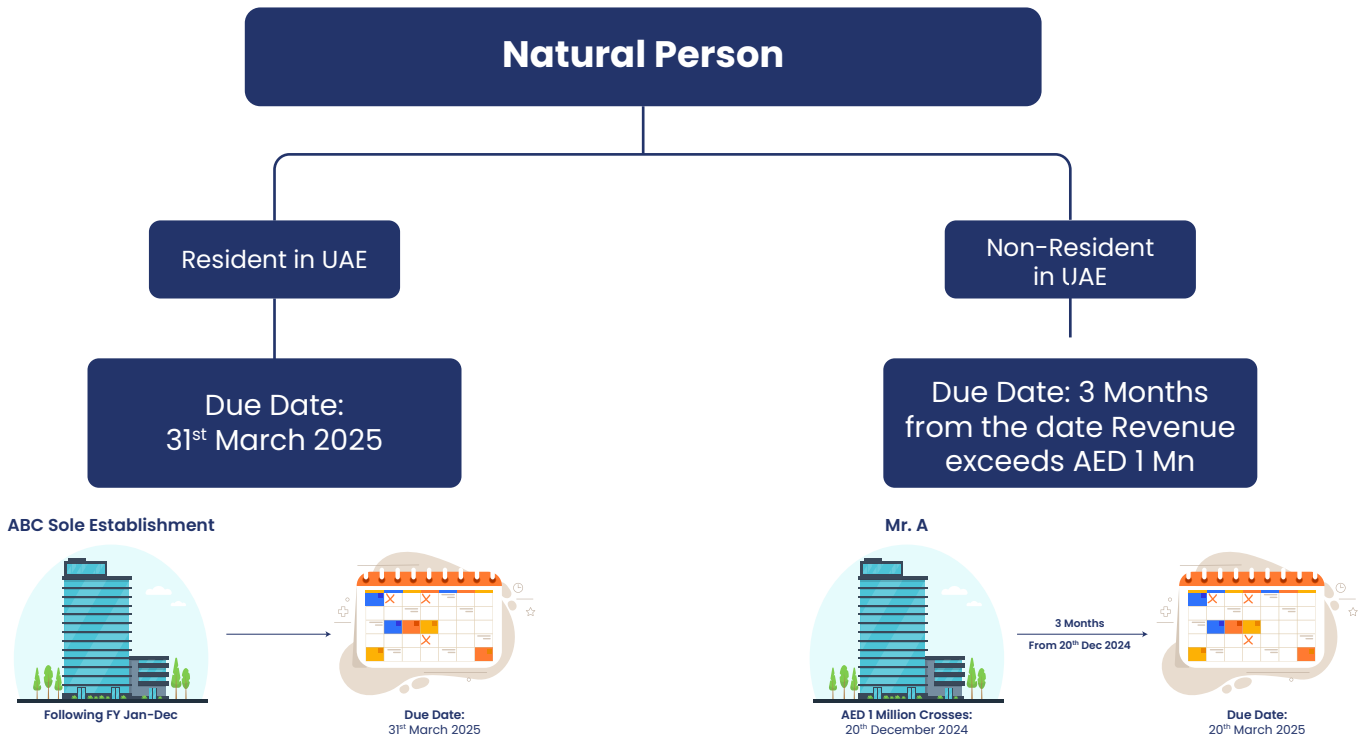 Natural Person
Resident in UAE
Non-Resident
in UAE
Due Date:
31st March 2025
Due Date: 3 Months
from the date Revenue
exceeds AED 1 Mn
ABC Sole Establishment
Following FY Jan-Dec
Due Date:
31st March 2025
Mr. A
AED 1 Million Crosses:
20th December 2024
3 Months
From 20th Dec 2024
Due Date:
20th March 2025